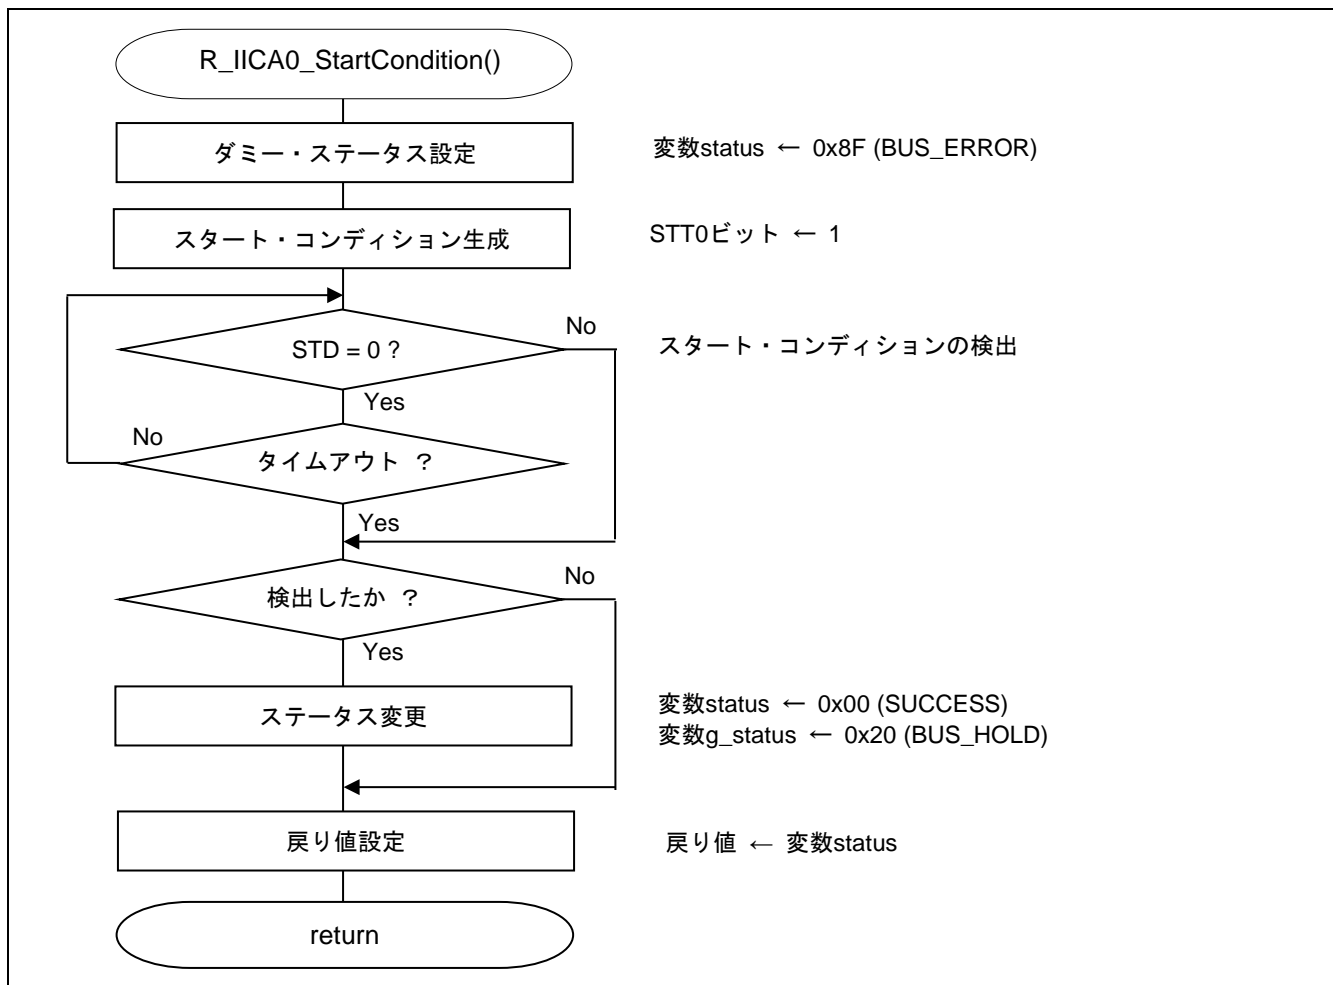 R_IICA0_StartCondition()
ダミー・ステータス設定
変数status ← 0x8F (BUS_ERROR)
スタート・コンディション生成
STT0ビット ← 1
No
STD = 0 ?
スタート・コンディションの検出
Yes
No
タイムアウト ?
Yes
No
検出したか ?
Yes
変数status ← 0x00 (SUCCESS)
ステータス変更
変数g_status ← 0x20 (BUS_HOLD)
戻り値設定
戻り値 ← 変数status
return